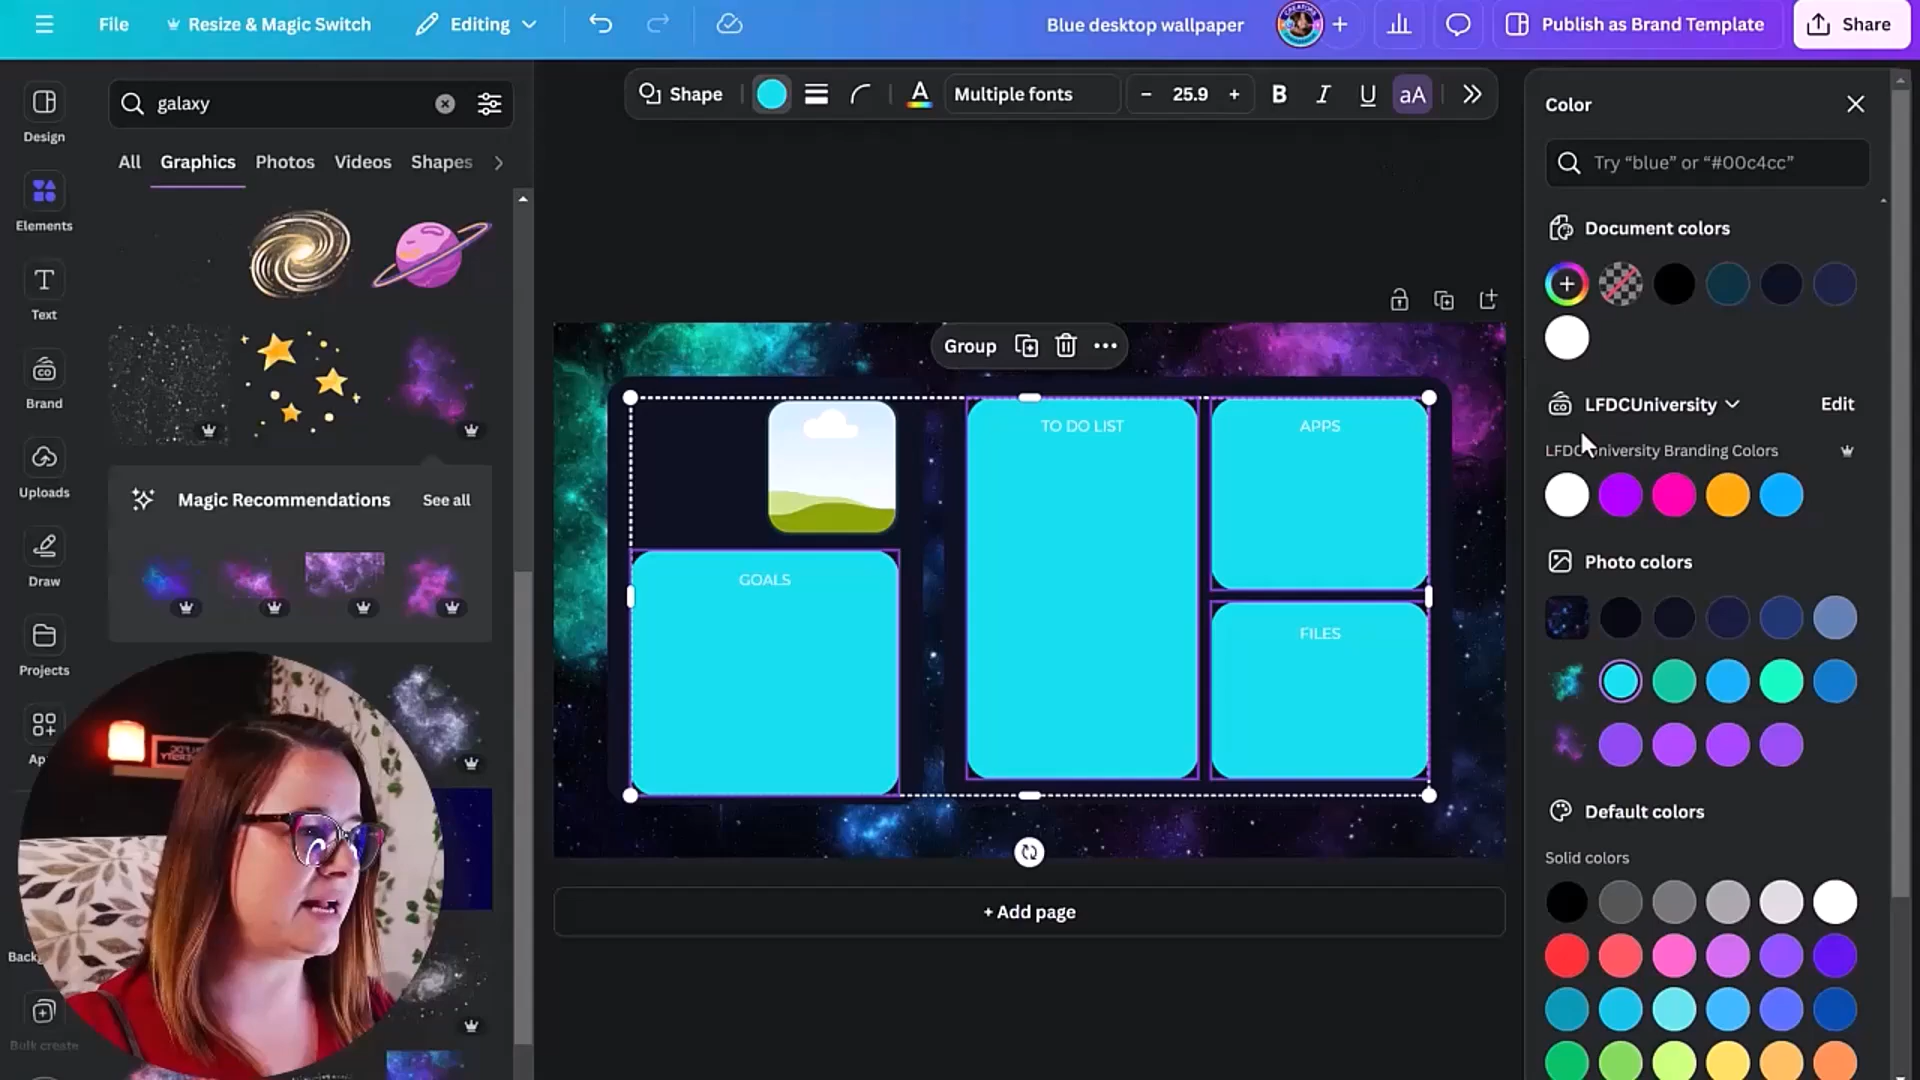 File
Resize & Magic Switch
Editing
Blue desktop wallpaper
Publish as Brand Template
Share
Design
Elements
Text
Brand
Uploads
Draw
Projects
Bulk create
galaxy
All
Graphics
Photos
Videos
Shapes
Magic Recommendations
See all
Shape
Multiple fonts
- 25.9 +
B
I
U
aA
Group
TO DO LIST
APPS
GOALS
FILES
+ Add page
Color
Try “blue” or “#00c4cc”
Document colors
LFDCUniversity
Edit
LFDCUniversity Branding Colors
Photo colors
Default colors
Solid colors